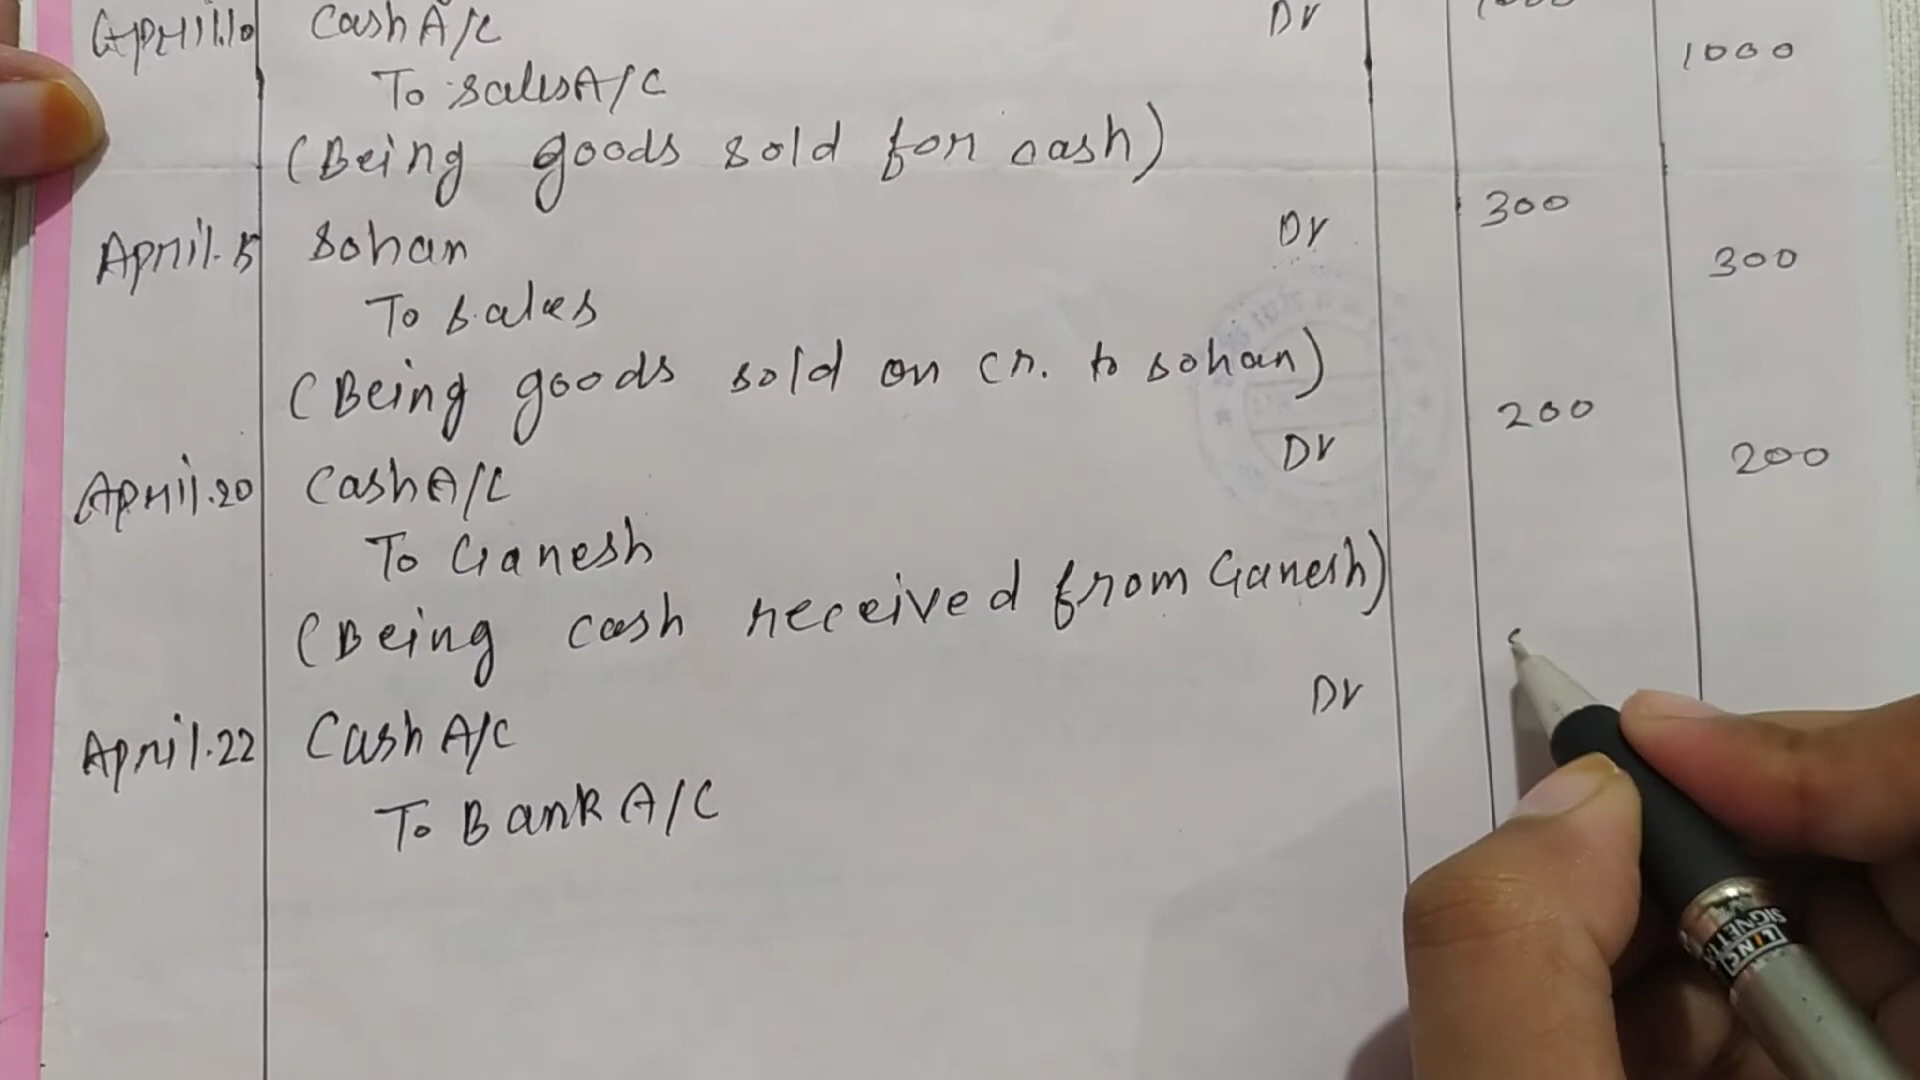 April.10 Cash A/C Dr
To Sales A/C 1000
(Being goods sold for cash)
April.5 Sohan Dr 300
To Sales 300
(Being goods sold on cr. to Sohan)
April.20 Cash A/C Dr 200
To Ganesh 200
(Being cash received from Ganesh)
April.22 Cash A/C Dr
To Bank A/C
LINC
SIGNET